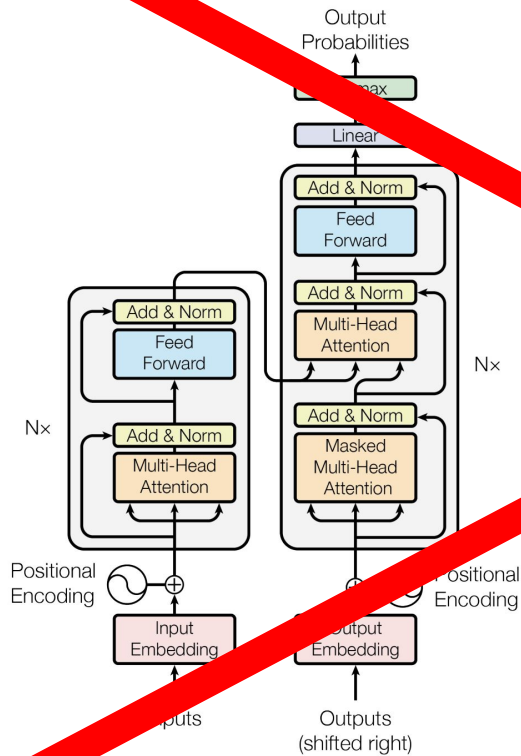 Output
Probabilities
Linear
Add & Norm
Feed
Forward
Add & Norm
Multi-Head
Attention
Nx
Add & Norm
Masked
Multi-Head
Attention
Add & Norm
Feed
Forward
Nx
Add & Norm
Multi-Head
Attention
Positional
Encoding
Positional
Encoding
Input
Embedding
Output
Embedding
Outputs
(shifted right)